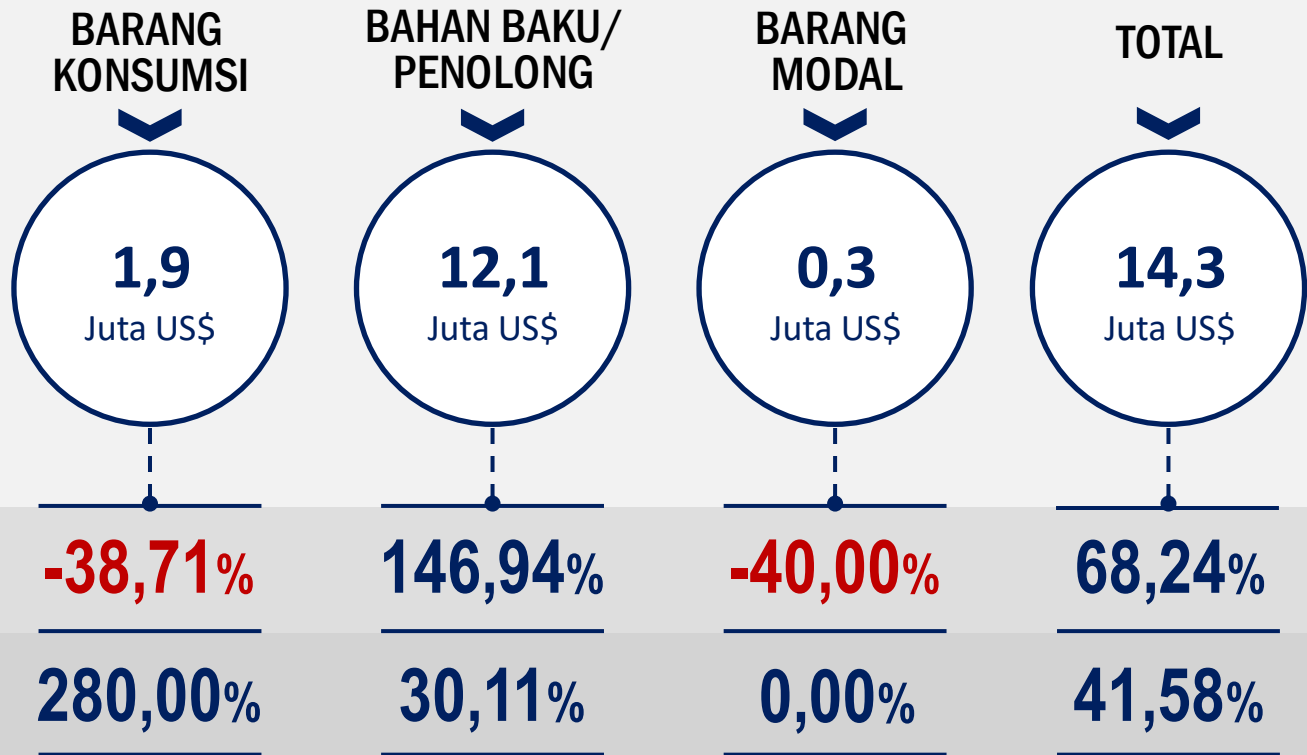 BARANG
KONSUMSI
BAHAN BAKU/
PENOLONG
BARANG
MODAL
TOTAL
1,9
Juta US$
12,1
Juta US$
0,3
Juta US$
14,3
Juta US$
-38,71%
146,94%
-40,00%
68,24%
280,00%
30,11%
0,00%
41,58%